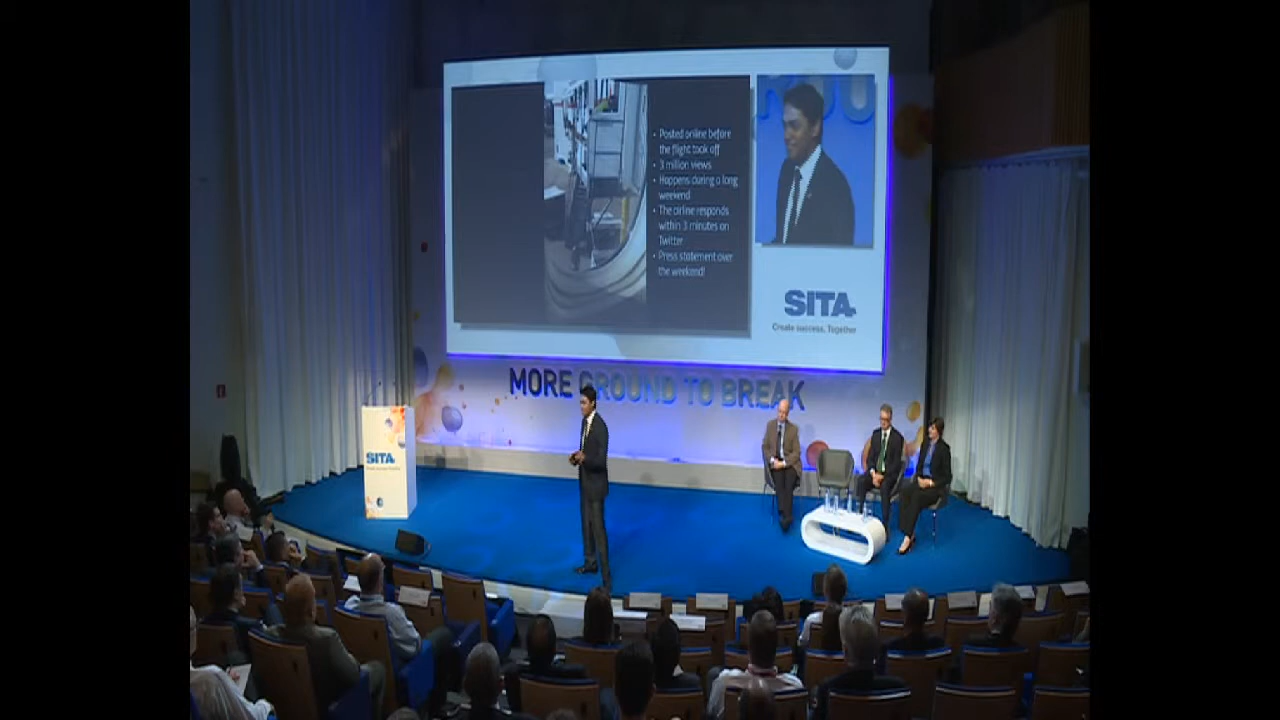 • Posted online before
the flight took off
• 3 million views
• Happens during a long
weekend
• The airline responds
within 3 minutes on
Twitter
• Press statement over
the weekend!
SITA
Create success. Together
MORE GROUND TO BREAK
SITA